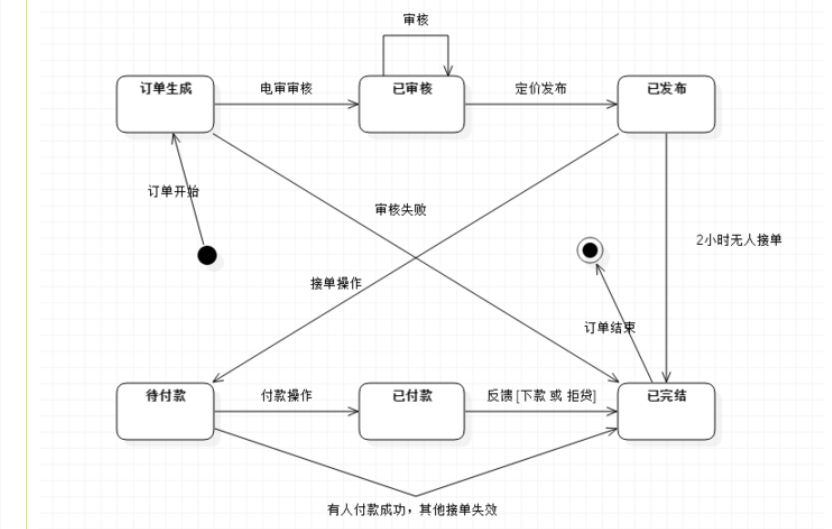 审核
订单生成
电审审核
已审核
定价发布
已发布
订单开始
审核失败
2小时无人接单
接单操作
订单结束
待付款
付款操作
已付款
反馈 [下款 或 拒贷]
已完结
有人付款成功，其他接单失效